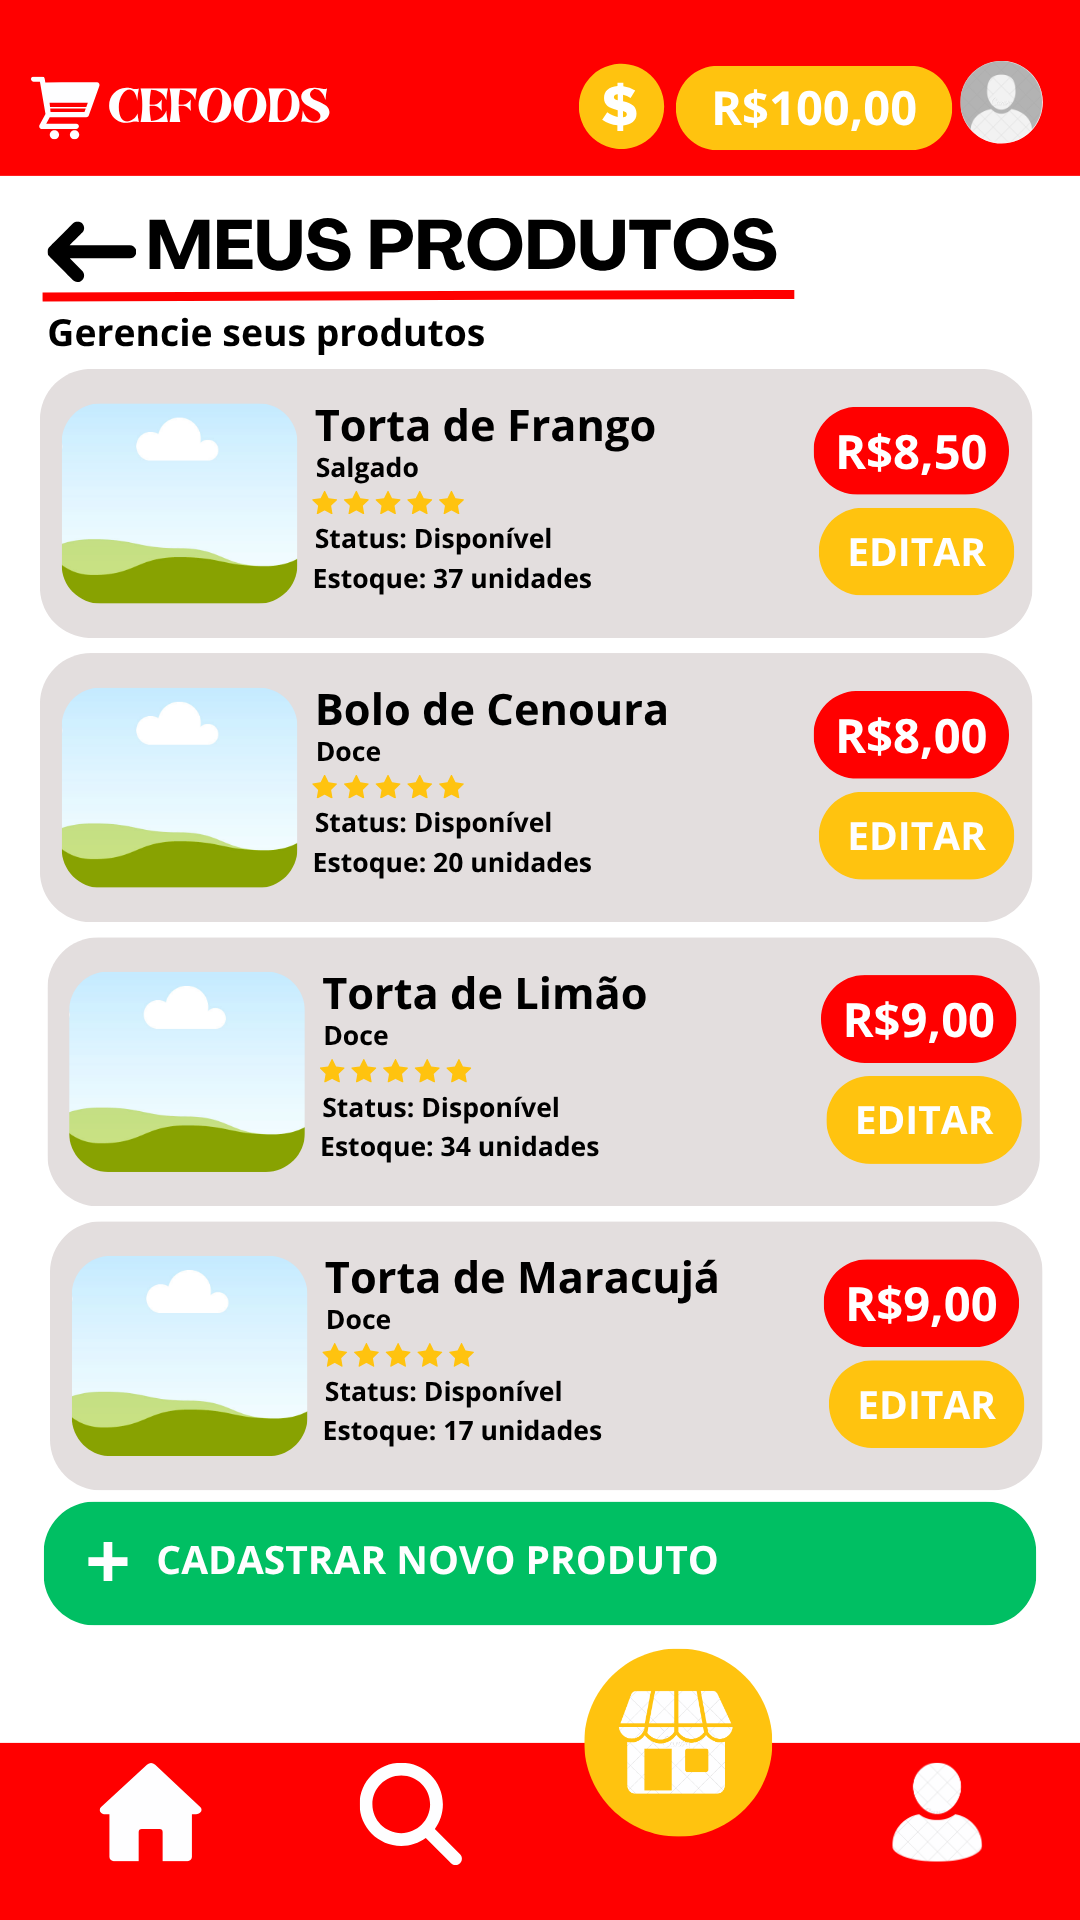 CEFOODS
$ R$100,00
MEUS PRODUTOS
Gerencie seus produtos
Torta de Frango
Salgado
Status: Disponível
Estoque: 37 unidades
R$8,50
EDITAR
Bolo de Cenoura
Doce
Status: Disponível
Estoque: 20 unidades
R$8,00
EDITAR
Torta de Limão
Doce
Status: Disponível
Estoque: 34 unidades
R$9,00
EDITAR
Torta de Maracujá
Doce
Status: Disponível
Estoque: 17 unidades
R$9,00
EDITAR
+ CADASTRAR NOVO PRODUTO